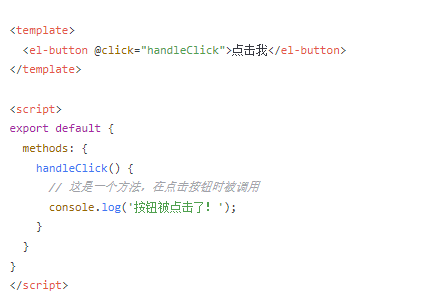 <template>
  <el-button @click="handleClick">点击我</el-button>
</template>

<script>
export default {
  methods: {
    handleClick() {
      // 这是一个方法，在点击按钮时被调用
      console.log('按钮被点击了！');
    }
  }
}
</script>